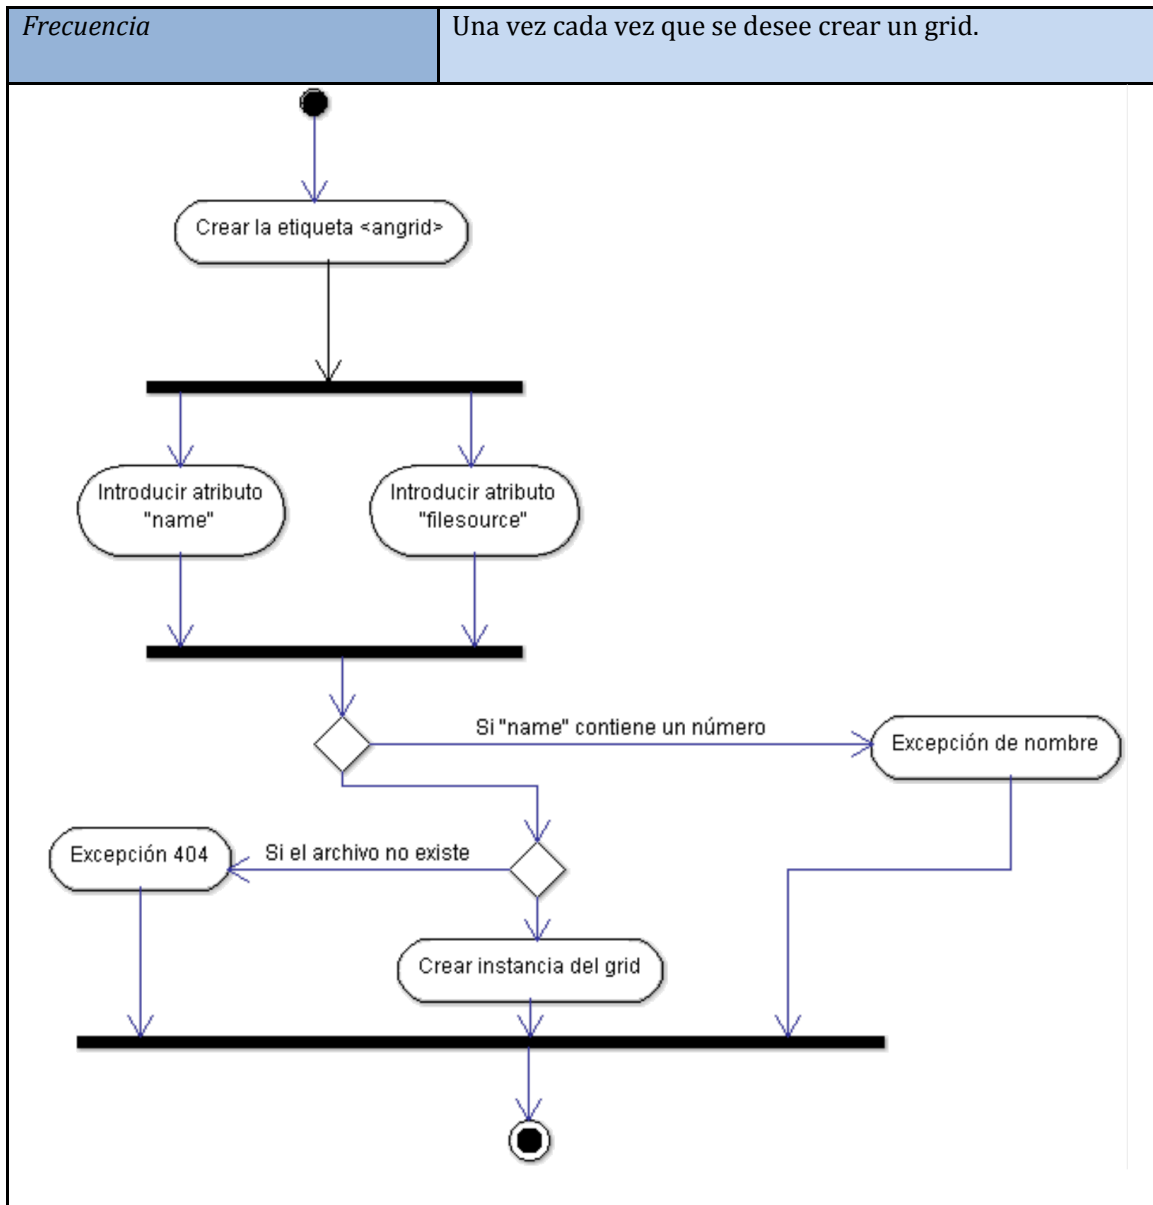 Frecuencia
Una vez cada vez que se desee crear un grid.
Crear la etiqueta <angrid>
Introducir atributo
"name"
Introducir atributo
"filesource"
Si "name" contiene un número
Excepción de nombre
Excepción 404
Si el archivo no existe
Crear instancia del grid